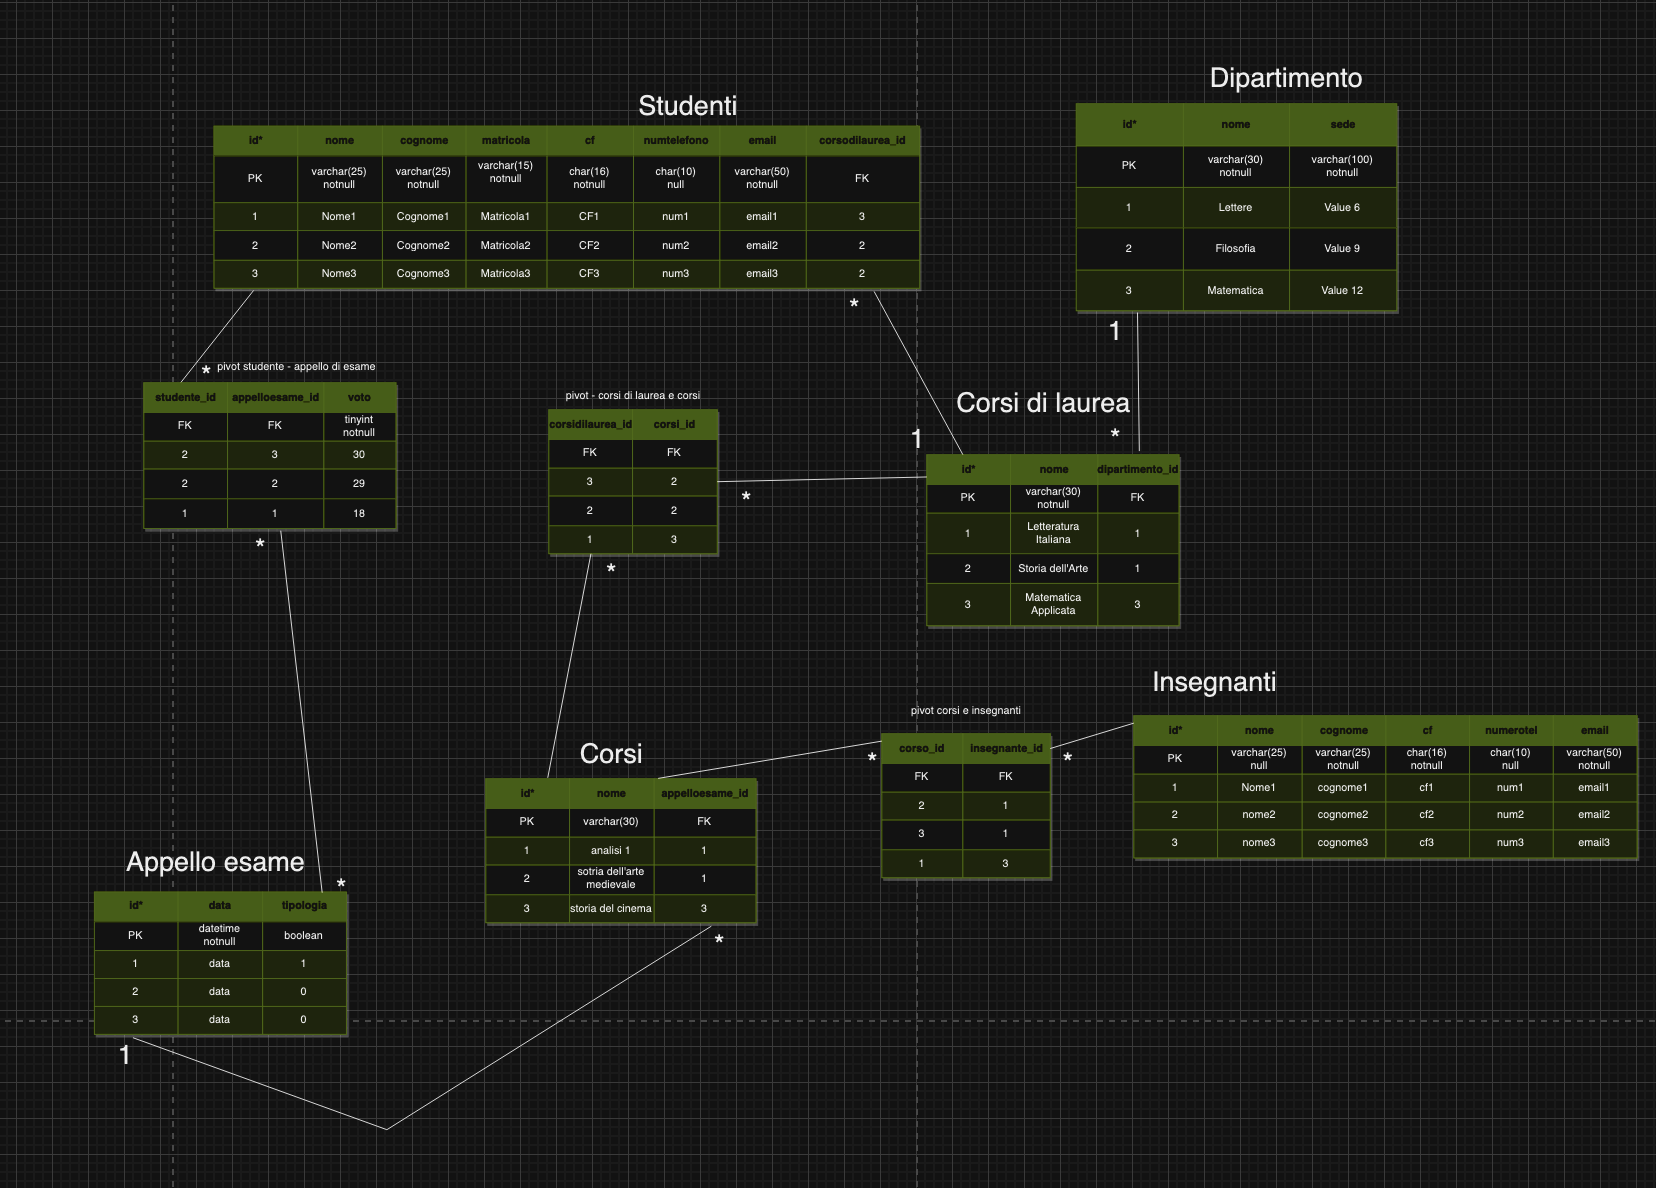 Dipartimento
id* nome sede
PK varchar(30) notnull varchar(100) notnull
1 Lettere Value 6
2 Filosofia Value 9
3 Matematica Value 12
1
*
Studenti
id* nome cognome matricola cf numtelefono email corsodilaurea_id
PK varchar(25) notnull varchar(25) notnull varchar(15) notnull char(16) notnull char(10) null varchar(50) notnull FK
1 Nome1 Cognome1 Matricola1 CF1 num1 email1 3
2 Nome2 Cognome2 Matricola2 CF2 num2 email2 2
3 Nome3 Cognome3 Matricola3 CF3 num3 email3 2
*
1
* pivot studente - appello di esame
studente_id appelloesame_id voto
FK FK tinyint notnull
2 3 30
2 2 29
1 1 18
*
*
pivot - corsi di laurea e corsi
corsidilaurea_id corsi_id
FK FK
3 2
2 2
1 3
*
*
Corsi di laurea
id* nome dipartimento_id
PK varchar(30) notnull FK
1 Letteratura Italiana 1
2 Storia dell'Arte 1
3 Matematica Applicata 3
Insegnanti
id* nome cognome cf numerotel email
PK varchar(25) null varchar(25) notnull char(16) notnull char(10) null varchar(50) notnull
1 Nome1 cognome1 cf1 num1 email1
2 nome2 cognome2 cf2 num2 email2
3 nome3 cognome3 cf3 num3 email3
pivot corsi e insegnanti
*
*
corso_id insegnante_id
FK FK
2 1
3 1
1 3
Corsi
id* nome appelloesame_id
PK varchar(30) FK
1 analisi 1 1
2 sotria dell'arte medievale 1
3 storia del cinema 3
*
Appello esame
id* data tipologia
PK datetime notnull boolean
1 data 1
2 data 0
3 data 0
1